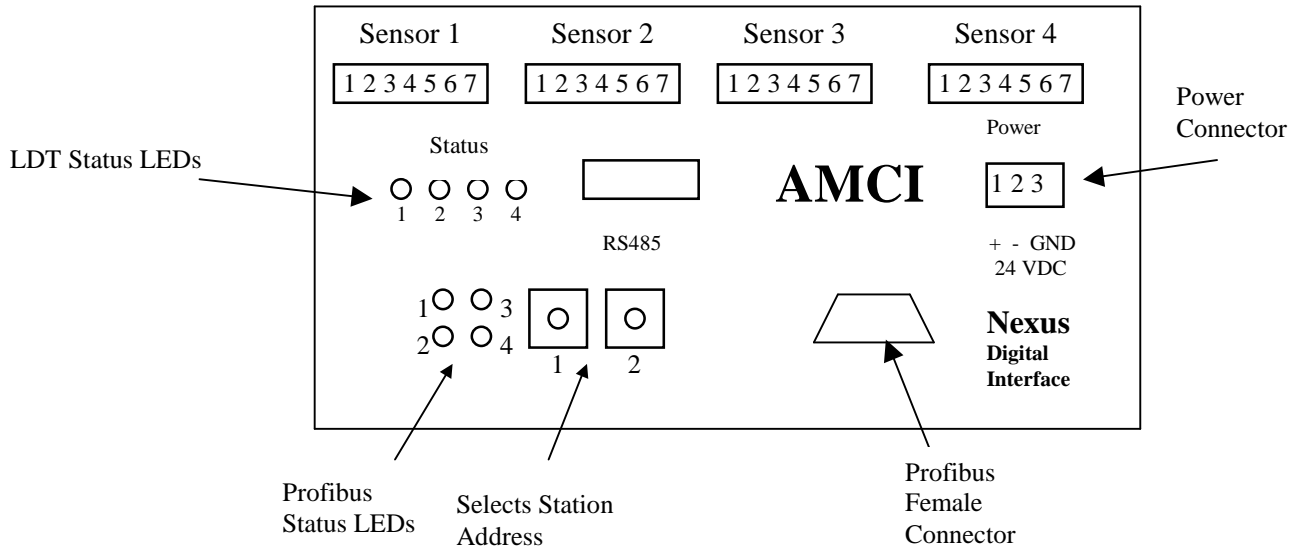 Sensor 1 Sensor 2 Sensor 3 Sensor 4
1 2 3 4 5 6 7 1 2 3 4 5 6 7 1 2 3 4 5 6 7 1 2 3 4 5 6 7
Power
Connector
Power
LDT Status LEDs
Status
1 2 3 4
RS485
AMCI
1 2 3
+ - GND
24 VDC
1 3
2 4
1 2
Nexus
Digital
Interface
Profibus
Status LEDs
Selects Station
Address
Profibus
Female
Connector